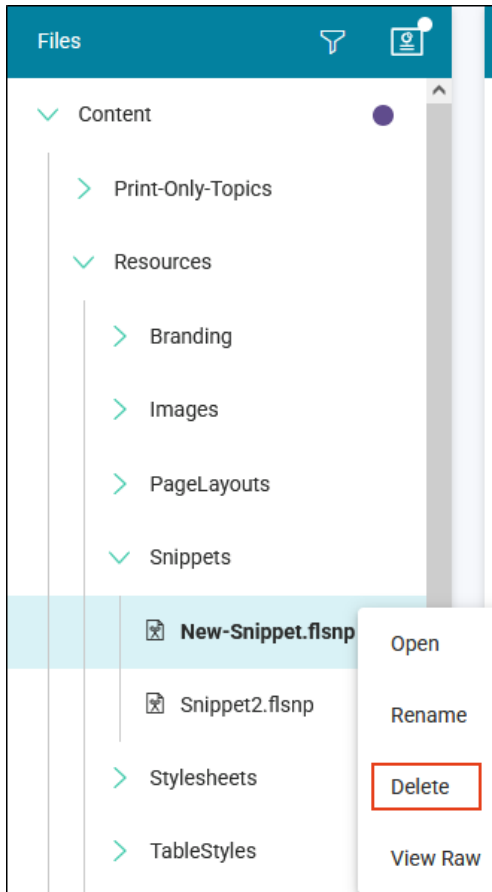 Files
Content
Print-Only-Topics
Resources
Branding
Images
PageLayouts
Snippets
New-Snippet.flsnp
Snippet2.flsnp
Stylesheets
TableStyles
Open
Rename
Delete
View Raw